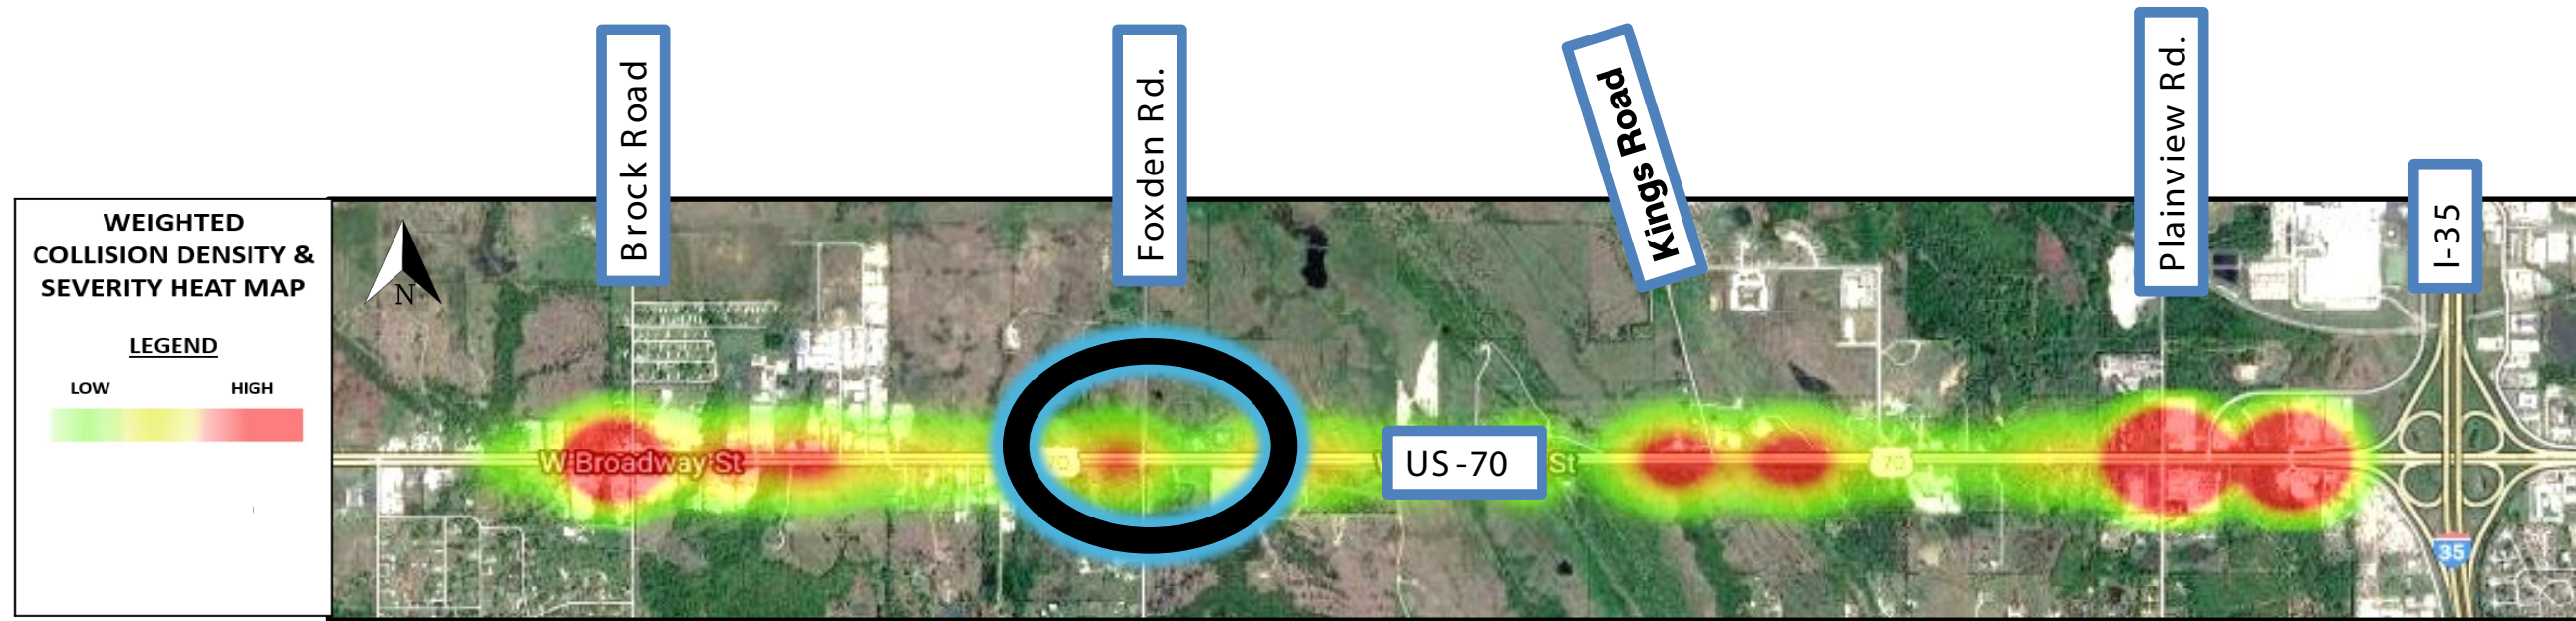 Brock Road
Foxden Rd.
Kings Road
Plainview Rd.
I-35
WEIGHTED
COLLISION DENSITY &
SEVERITY HEAT MAP
LEGEND
LOW HIGH
N
W Broadway St
US-70
St
70
35